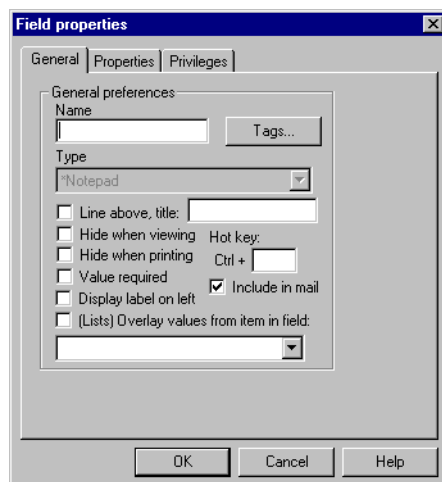 Field properties
General Properties Privileges
General preferences
Name
Tags...
Type
*Notepad
Line above, title:
Hide when viewing Hot key:
Hide when printing Ctrl +
Value required
Include in mail
Display label on left
(Lists) Overlay values from item in field:
OK Cancel Help